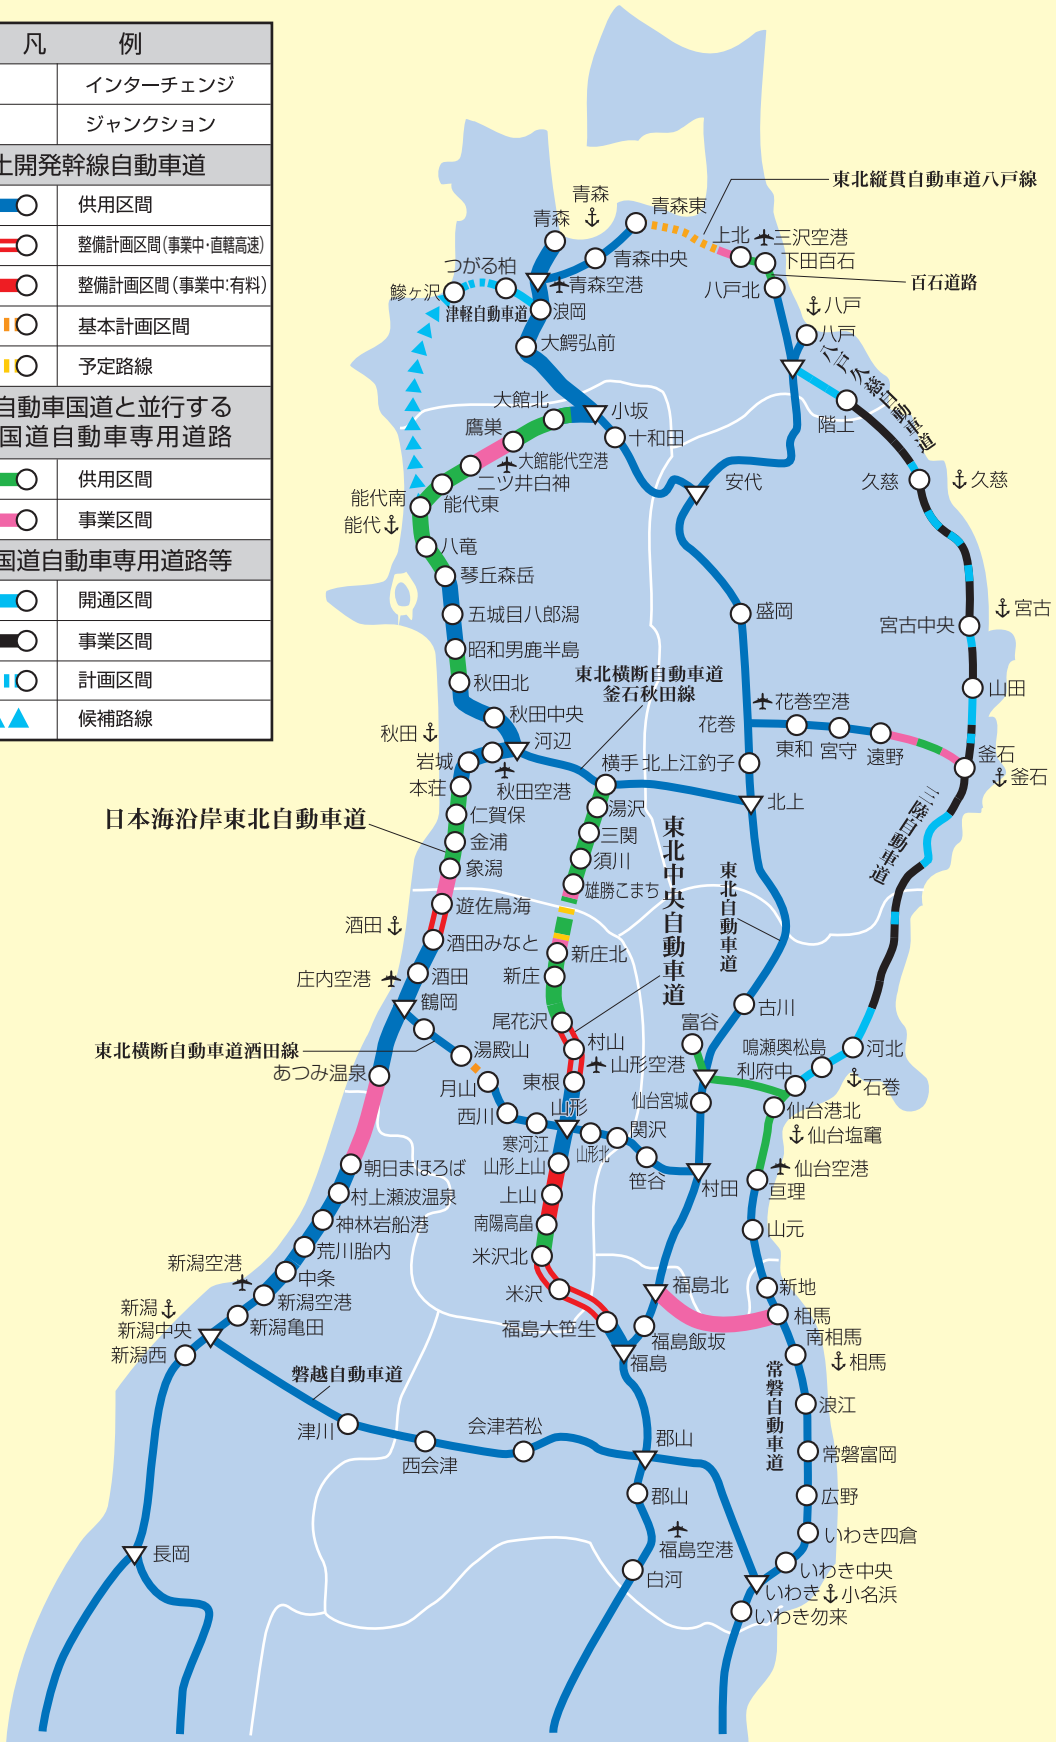 凡 例
インターチェンジ
ジャンクション
土開発幹線自動車道
供用区間
整備計画区間(事業中・直轄高速)
整備計画区間(事業中:有料)
基本計画区間
予定路線
自動車国道と並行する
国道自動車専用道路
供用区間
事業区間
国道自動車専用道路等
開通区間
事業区間
計画区間
候補路線
青森
青森
青森東
青森中央
青森空港
東北縦貫自動車道八戸線
上北
三沢空港
下田百石
百石道路
八戸北
八戸
八戸
八戸久慈自動車道
階上
久慈
久慈
つがる柏
鰺ヶ沢
津軽自動車道
浪岡
大鰐弘前
大館北
小坂
鷹巣
十和田
大館能代空港
二ツ井白神
能代南
能代東
能代
安代
八竜
琴丘森岳
五城目八郎潟
昭和男鹿半島
秋田北
盛岡
宮古
宮古中央
山田
東北横断自動車道
釜石秋田線
秋田中央
秋田
河辺
岩城
秋田空港
本荘
仁賀保
金浦
象潟
日本海沿岸東北自動車道
花巻空港
花巻
東和
宮守
遠野
釜石
釜石
横手
北上江釣子
北上
湯沢
三関
須川
雄勝こまち
三陸自動車道
東北中央自動車道
東北自動車道
遊佐鳥海
酒田
酒田みなと
酒田
庄内空港
鶴岡
新庄北
新庄
尾花沢
村山
山形空港
東根
古川
富谷
鳴瀬奥松島
利府中
河北
石巻
東北横断自動車道酒田線
湯殿山
あつみ温泉
月山
西川
山形
寒河江
山形北
関沢
笹谷
仙台宮城
仙台港北
仙台塩竈
仙台空港
亘理
村田
山元
山形上山
上山
南陽高畠
米沢北
米沢
福島大笹生
福島北
福島飯坂
福島
朝日まほろば
村上瀬波温泉
神林岩船港
荒川胎内
中条
新潟空港
新潟空港
新潟亀田
新潟
新潟中央
新潟西
新地
相馬
南相馬
相馬
浪江
常磐自動車道
常磐富岡
広野
いわき四倉
いわき中央
いわき
小名浜
いわき勿来
磐越自動車道
津川
西会津
会津若松
郡山
郡山
福島空港
白河
長岡